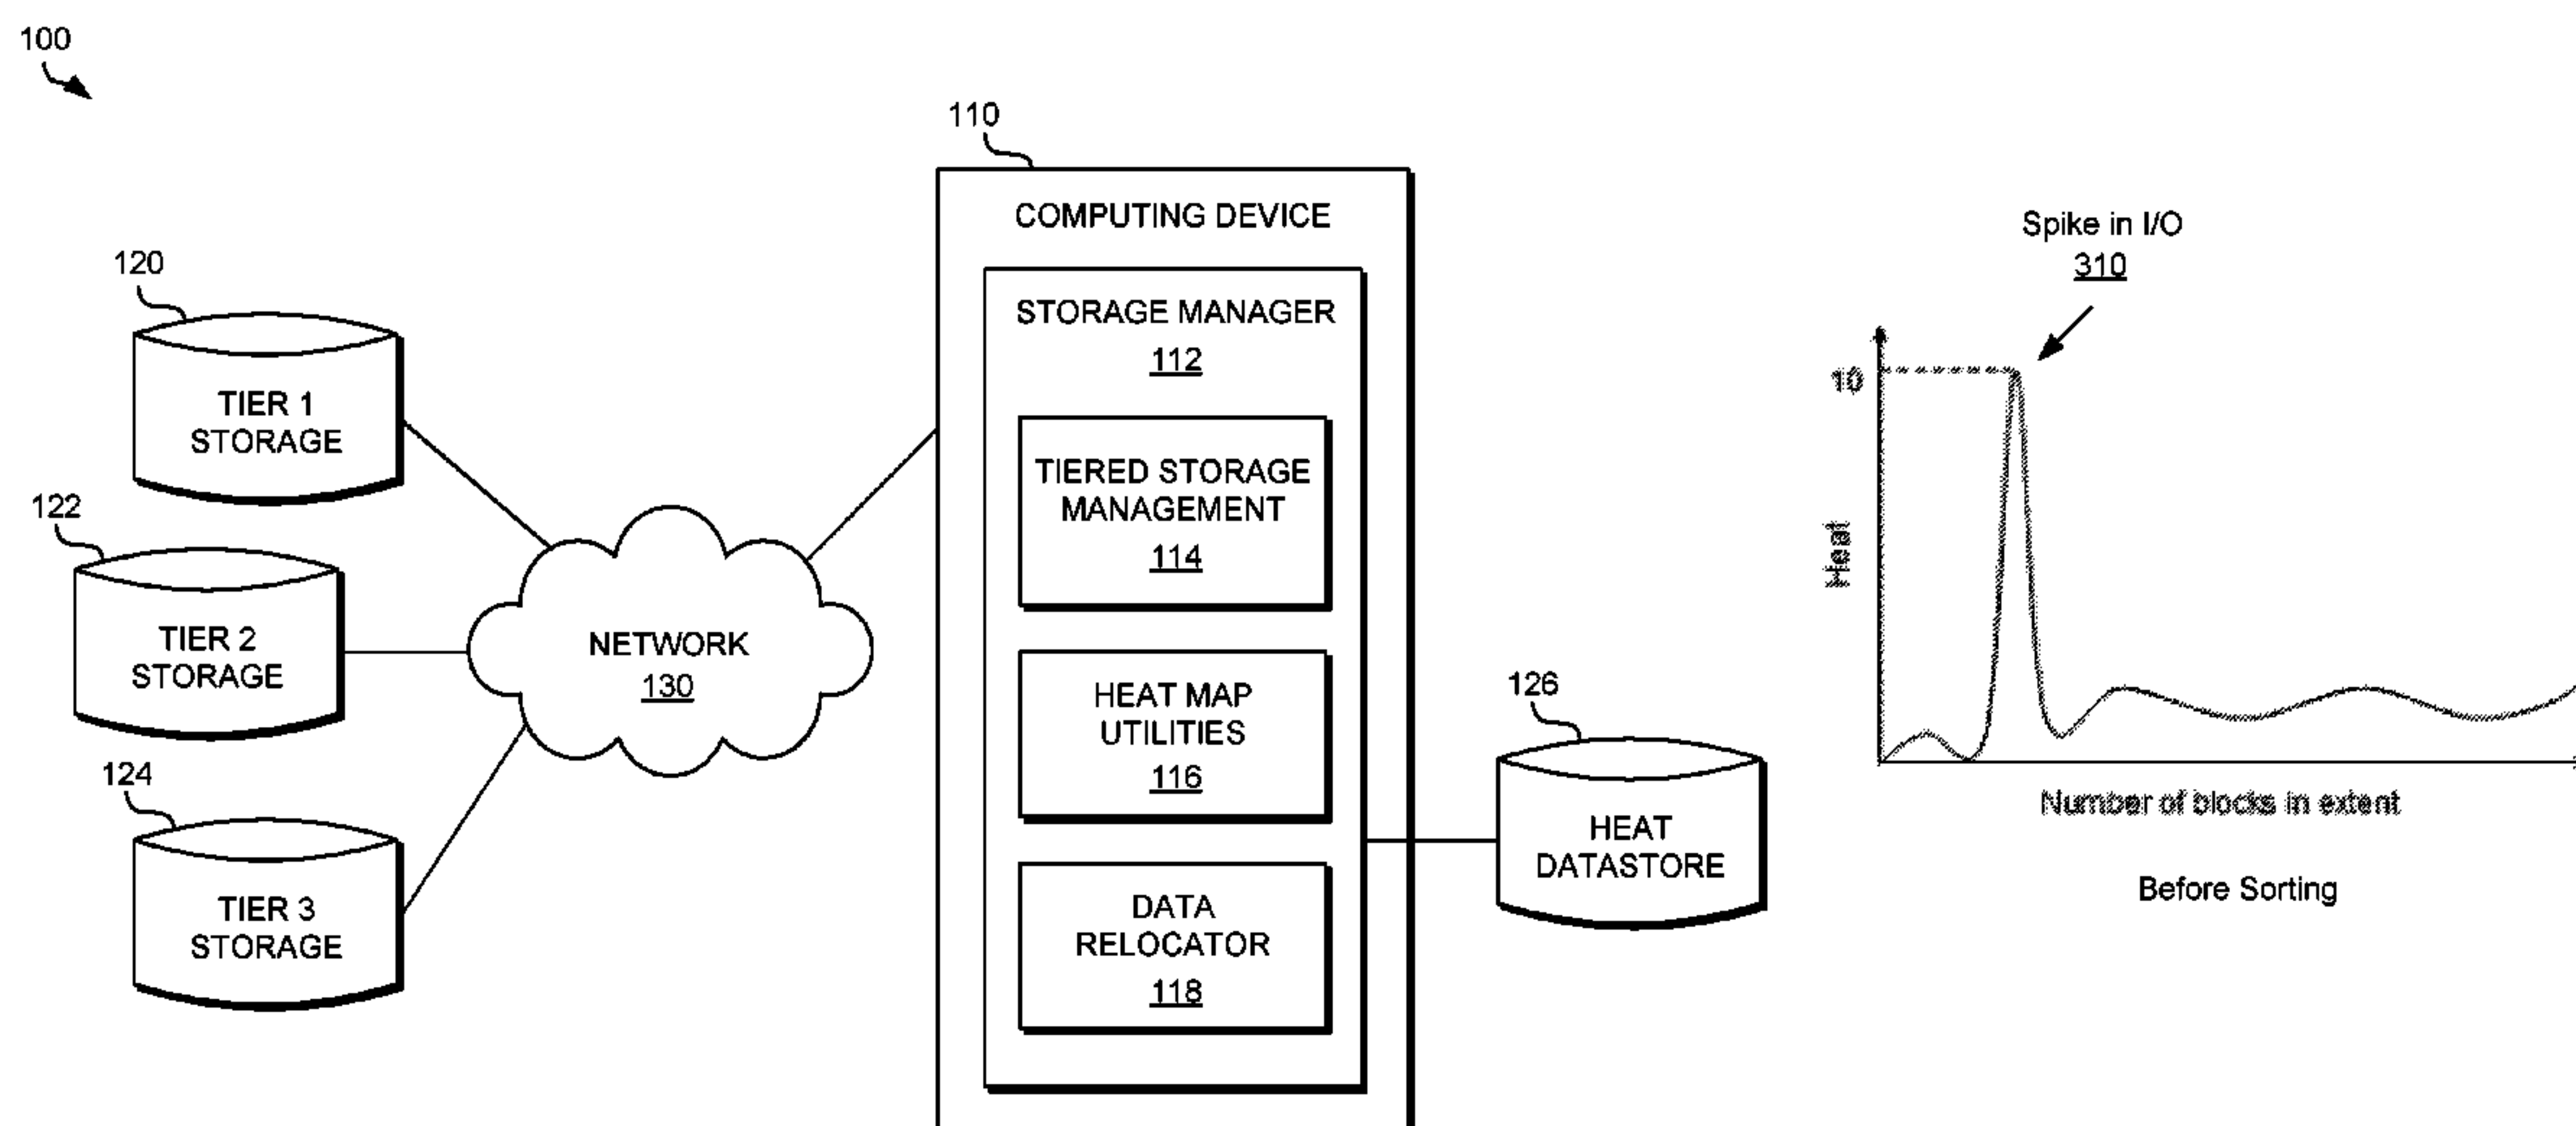 100
110
COMPUTING DEVICE
STORAGE MANAGER
112
TIERED STORAGE
MANAGEMENT
114
HEAT MAP
UTILITIES
116
DATA
RELOCATOR
118
120
TIER 1
STORAGE
122
TIER 2
STORAGE
124
TIER 3
STORAGE
NETWORK
130
126
HEAT
DATASTORE
Spike in I/O
310
10
Heat
Number of blocks in extent
Before Sorting